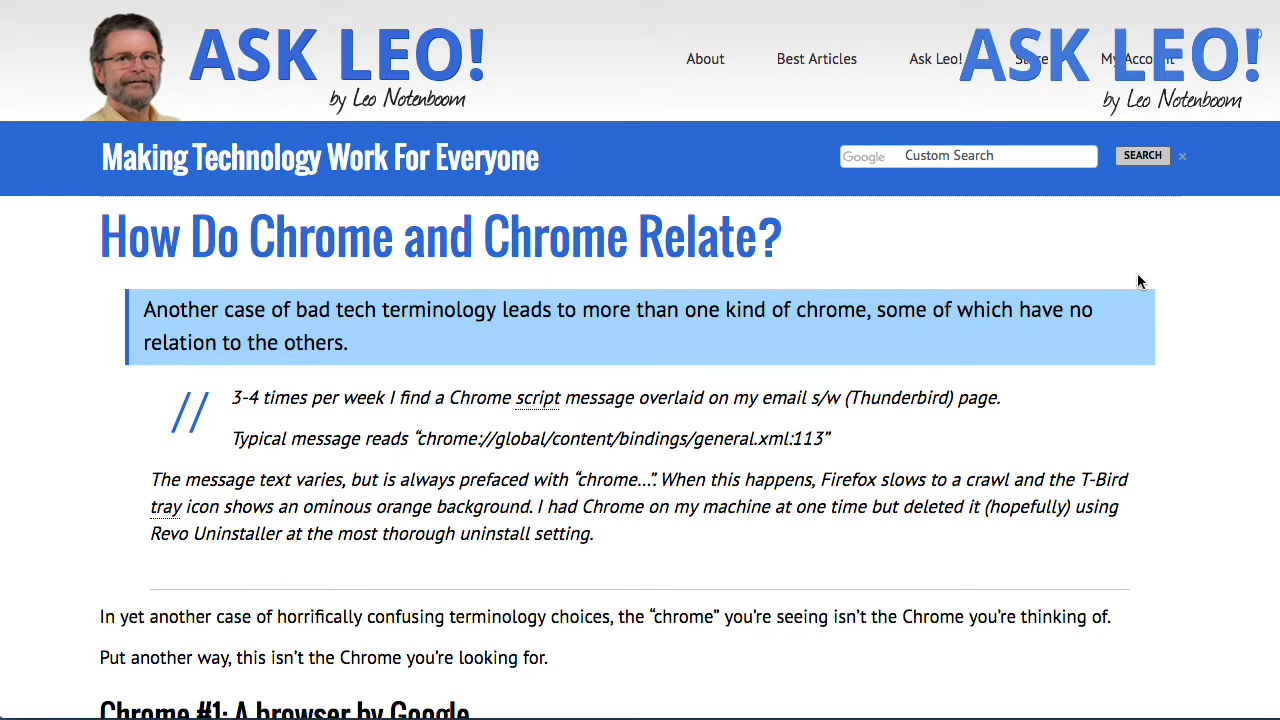 ASK LEO!
by Leo Notenboom
About
Best Articles
Ask Leo!
Store
My Account
ASK LEO!
by Leo Notenboom
Making Technology Work For Everyone
Google Custom Search
SEARCH
×
How Do Chrome and Chrome Relate?
Another case of bad tech terminology leads to more than one kind of chrome, some of which have no
relation to the others.
// 3-4 times per week I find a Chrome script message overlaid on my email s/w (Thunderbird) page.
Typical message reads “chrome://global/content/bindings/general.xml:113”
The message text varies, but is always prefaced with “chrome…”. When this happens, Firefox slows to a crawl and the T-Bird
tray icon shows an ominous orange background. I had Chrome on my machine at one time but deleted it (hopefully) using
Revo Uninstaller at the most thorough uninstall setting.
In yet another case of horrifically confusing terminology choices, the “chrome” you’re seeing isn’t the Chrome you’re thinking of.
Put another way, this isn’t the Chrome you’re looking for.
Chrome #1: A browser by Google